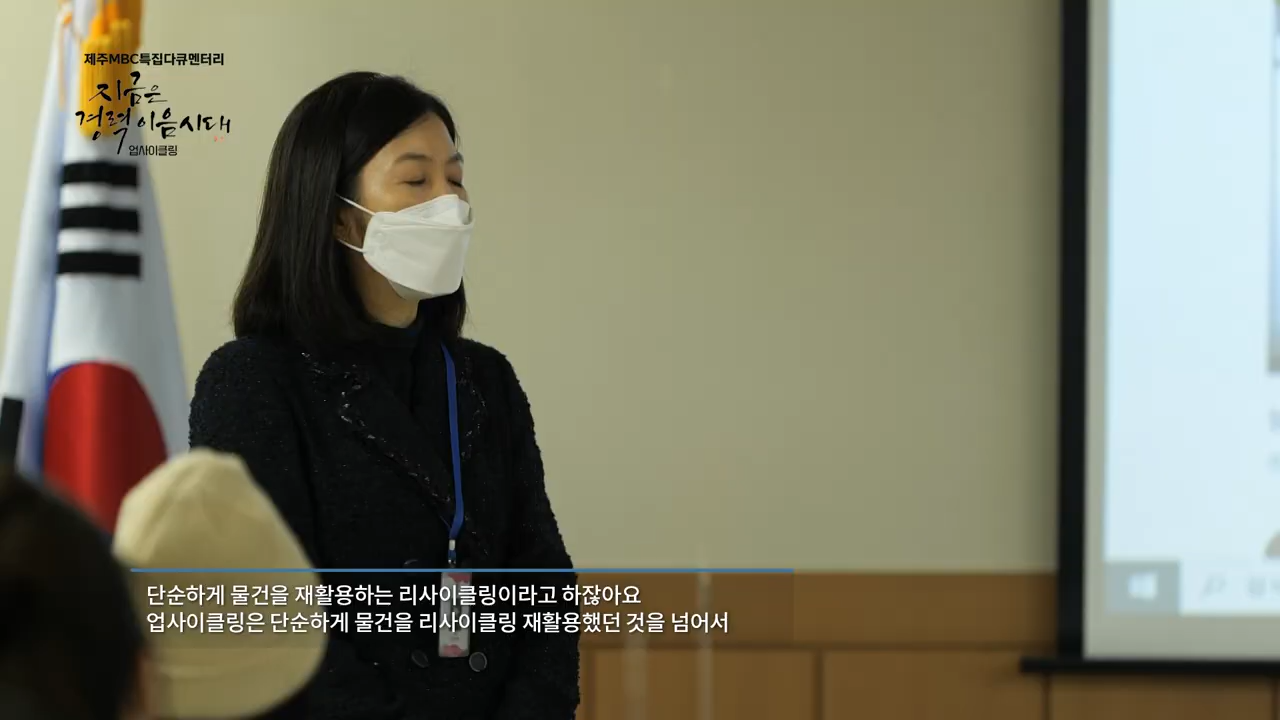 제주MBC특집다큐멘터리
지금은
경력이음시대
업사이클링
단순하게 물건을 재활용하는 리사이클링이라고 하잖아요
업사이클링은 단순하게 물건을 리사이클링 재활용했던 것을 넘어서